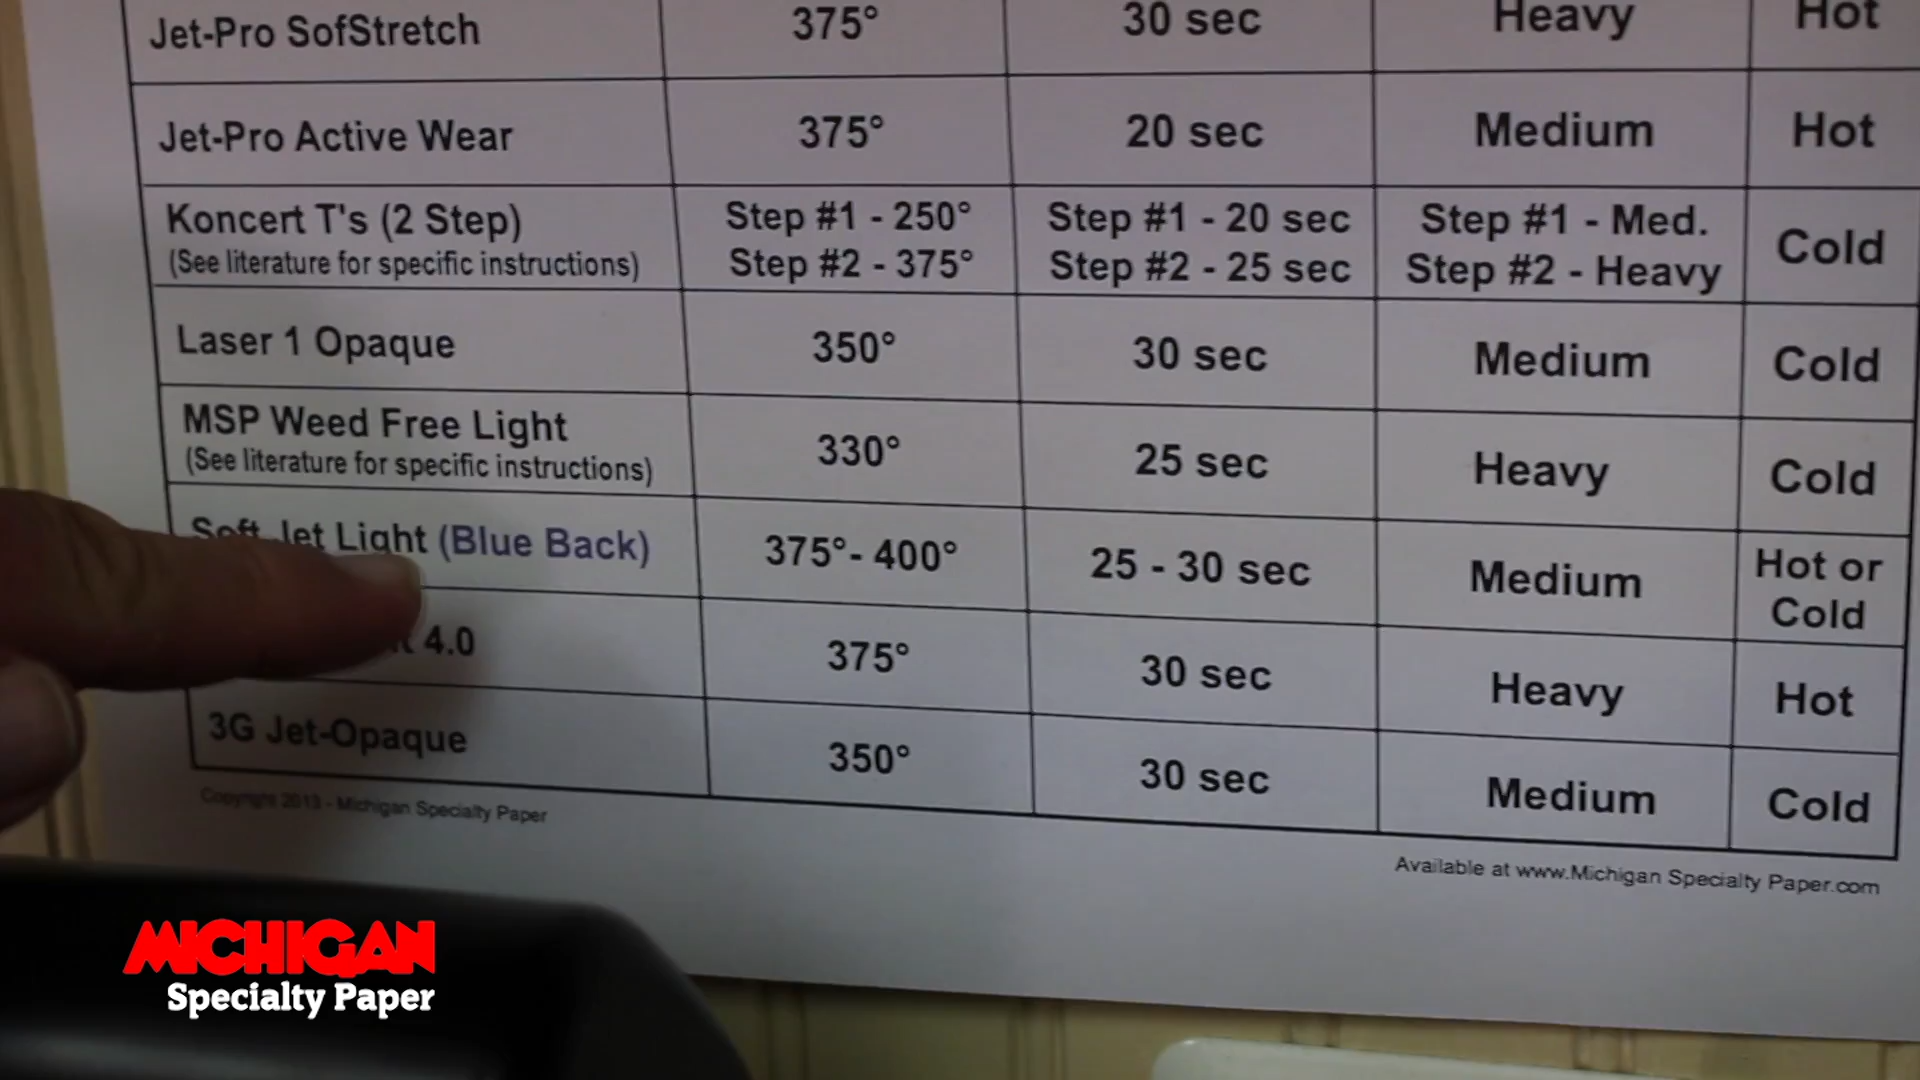 Jet-Pro SofStretch 375° 30 sec Heavy Hot
Jet-Pro Active Wear 375° 20 sec Medium Hot
Koncert T's (2 Step) Step #1 - 250° Step #1 - 20 sec Step #1 - Med. Cold
(See literature for specific instructions) Step #2 - 375° Step #2 - 25 sec Step #2 - Heavy
Laser 1 Opaque 350° 30 sec Medium Cold
MSP Weed Free Light 330° 25 sec Heavy Cold
(See literature for specific instructions)
Soft Jet Light (Blue Back) 375°- 400° 25 - 30 sec Medium Hot or
Cold
4.0 375° 30 sec Heavy Hot
3G Jet-Opaque 350° 30 sec Medium Cold
Copyright 2013 - Michigan Specialty Paper
Available at www.Michigan Specialty Paper.com
MICHIGAN
Specialty Paper